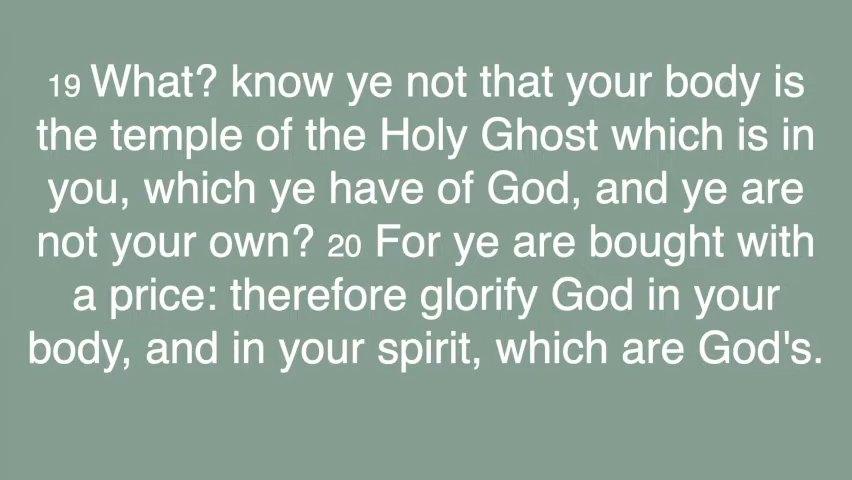 19 What? know ye not that your body is
the temple of the Holy Ghost which is in
you, which ye have of God, and ye are
not your own? 20 For ye are bought with
a price: therefore glorify God in your
body, and in your spirit, which are God's.